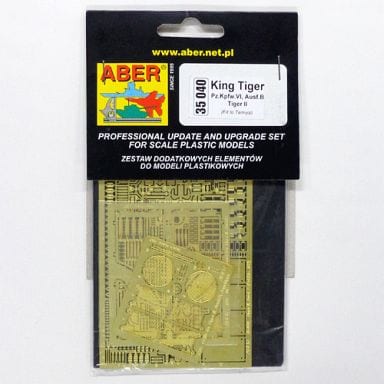 www.aber.net.pl
ABER
SINCE 1995
35 040
King Tiger
Pz.Kpfw.VI, Ausf.B
Tiger II
(Fit to Tamiya)
PROFESSIONAL UPDATE AND UPGRADE SET
FOR SCALE PLASTIC MODELS
ZESTAW DODATKOWYCH ELEMENTÓW
DO MODELI PLASTIKOWYCH